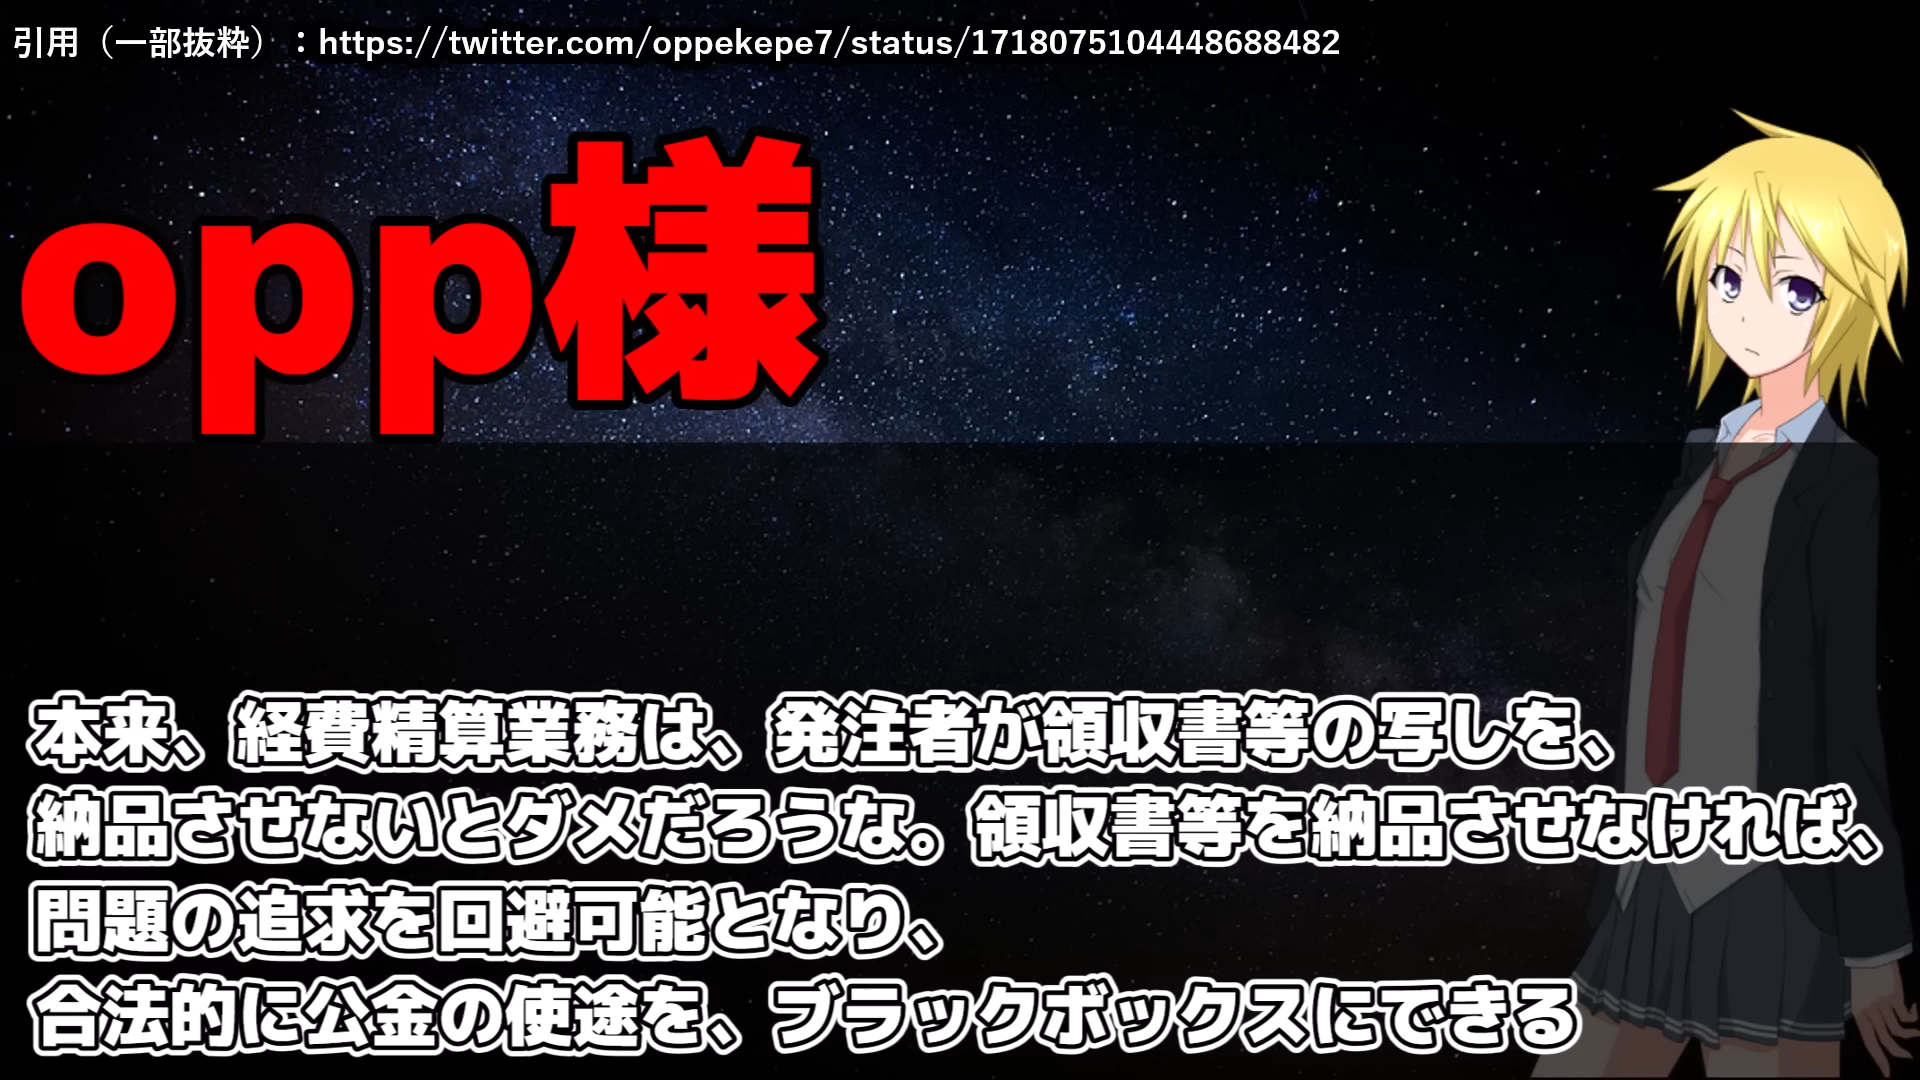 引用（一部抜粋）：https://twitter.com/oppekepe7/status/1718075104448688482
opp様
本来、経費精算業務は、発注者が領収書等の写しを、
納品させないとダメだろうな。領収書等を納品させなければ、
問題の追求を回避可能となり、
合法的に公金の使途を、ブラックボックスにできる